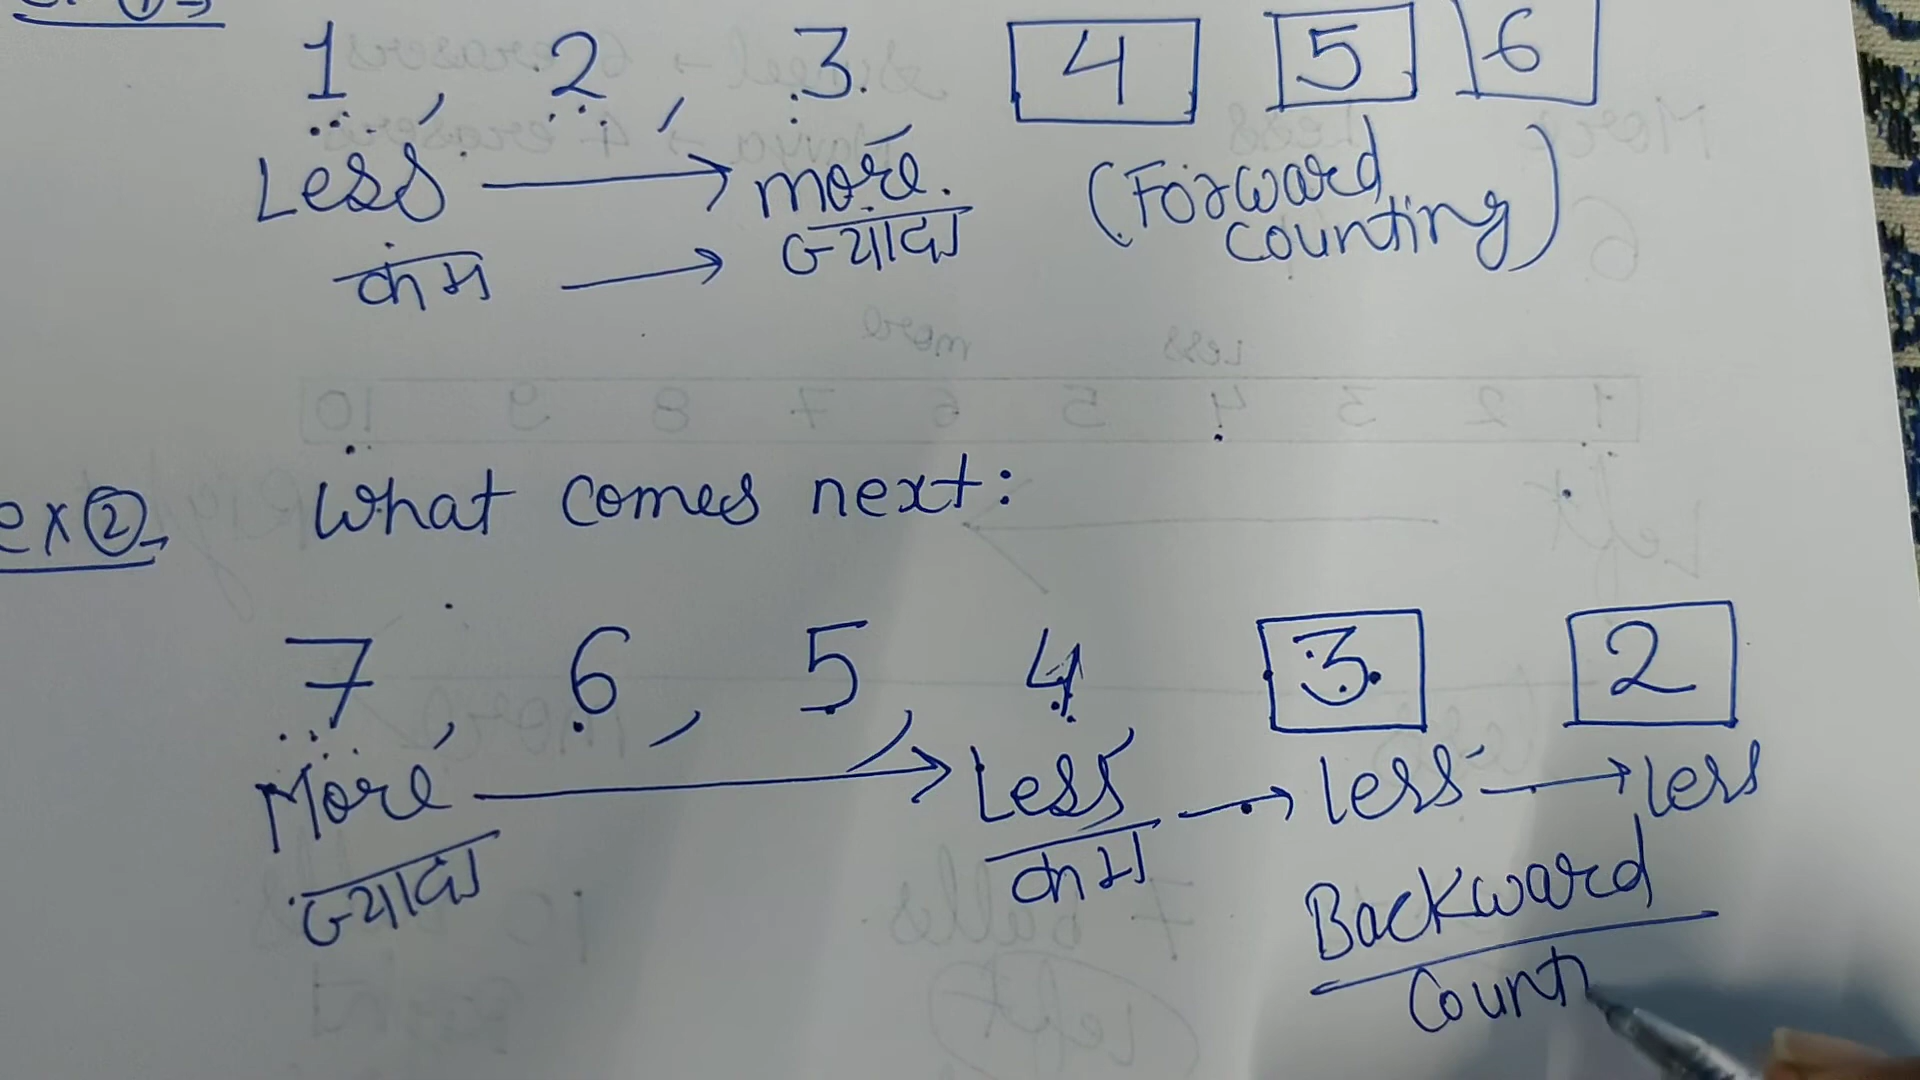 1, 2, 3. 4 5 6
Less → more.
कम → ज्यादा
(Forward
counting)
ex ② What comes next:
7, 6, 5, 4, 3 2
More → Less → less → less
ज्यादा कम
Backward
Counti